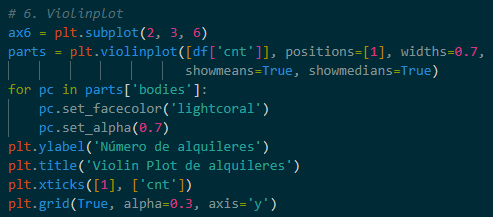 # 6. Violinplot
ax6 = plt.subplot(2, 3, 6)
parts = plt.violinplot([df['cnt']], positions=[1], widths=0.7,
                       showmeans=True, showmedians=True)
for pc in parts['bodies']:
    pc.set_facecolor('lightcoral')
    pc.set_alpha(0.7)
plt.ylabel('Número de alquileres')
plt.title('Violin Plot de alquileres')
plt.xticks([1], ['cnt'])
plt.grid(True, alpha=0.3, axis='y')